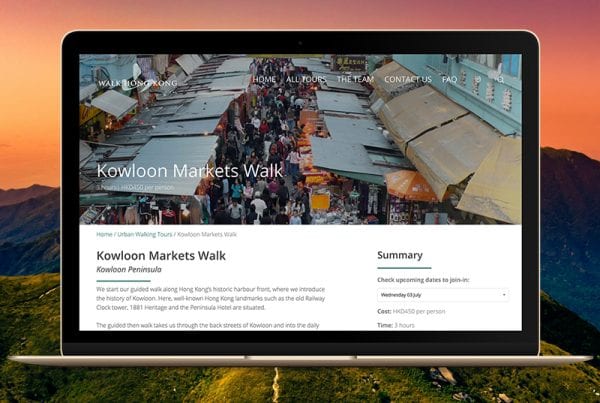 WALK HONG KONG
HOME ALL TOURS THE TEAM CONTACT US FAQ
Kowloon Markets Walk
3 hours | HKD450 per person
Home / Urban Walking Tours / Kowloon Markets Walk
Kowloon Markets Walk
Kowloon Peninsula
We start our guided walk along Hong Kong's historic harbour front, where we introduce
the history of Kowloon. Here, well-known Hong Kong landmarks such as the old Railway
Clock tower, 1881 Heritage and the Peninsula Hotel are situated.
The guided then walk takes us through the back streets of Kowloon and into the daily
Summary
Check upcoming dates to join-in:
Wednesday 03 July
Cost: HKD450 per person
Time: 3 hours